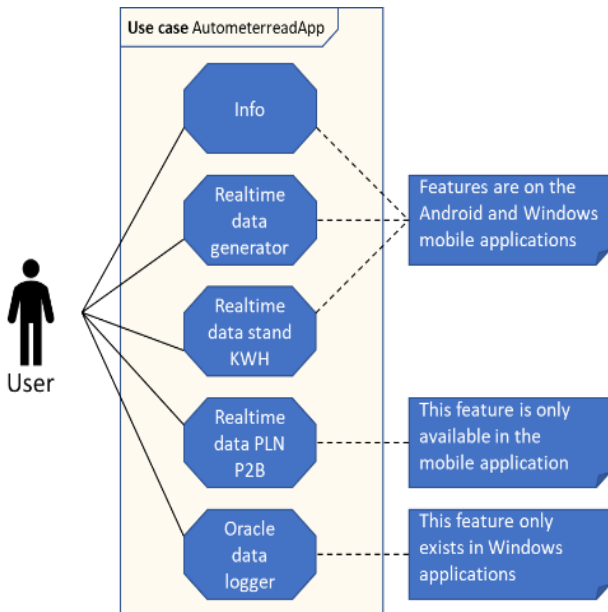 Use case AutometerreadApp
Info
Realtime
data
generator
Features are on the
Android and Windows
mobile applications
Realtime
data stand
KWH
User
Realtime
data PLN
P2B
This feature is only
available in the
mobile application
Oracle
data
logger
This feature only
exists in Windows
applications